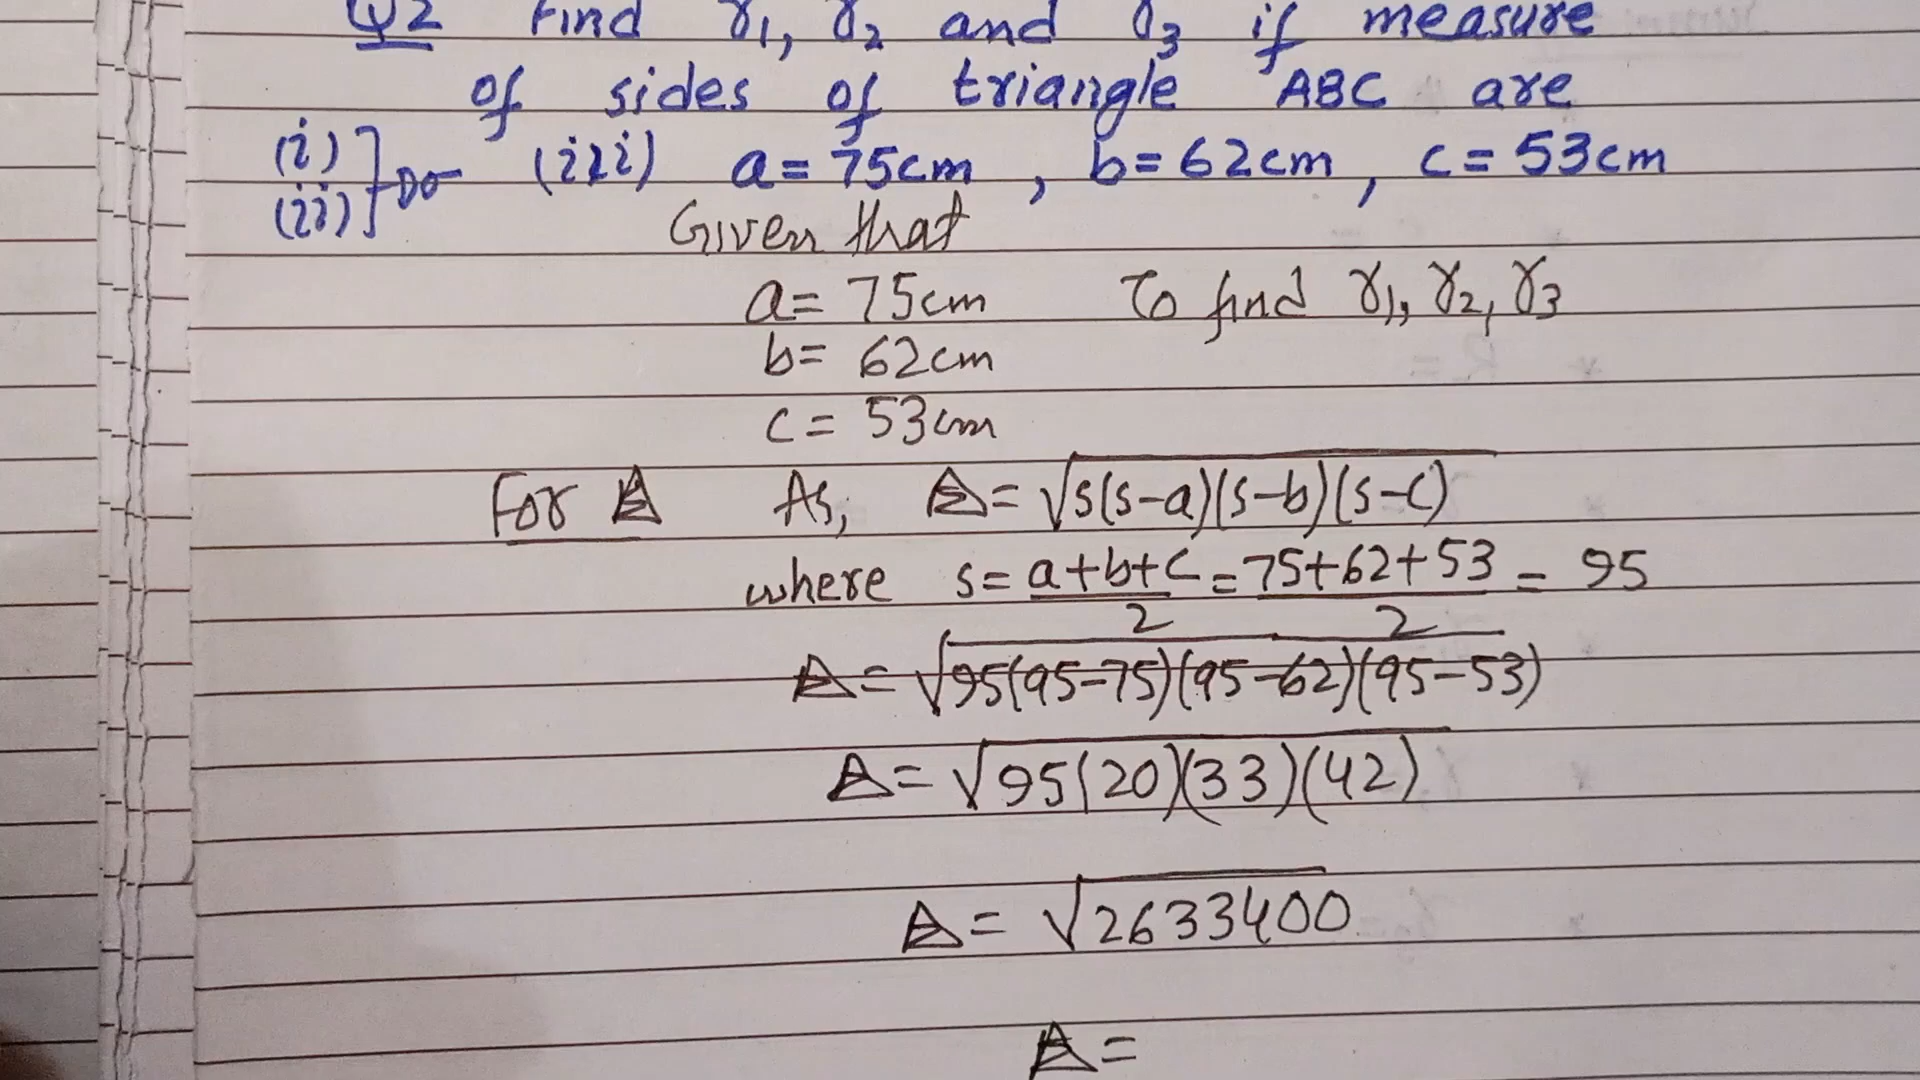 Q2 Find r1, r2 and r3 if measure
of sides of triangle ABC are
(i)
(ii)] Do (iii) a = 75cm, b = 62cm, c = 53cm
Given that
a = 75cm To find r1, r2, r3
b = 62cm
c = 53cm
For Δ As, Δ = √s(s-a)(s-b)(s-c)
where s = a+b+c/2 = 75+62+53/2 = 95
Δ = √95(95-75)(95-62)(95-53)
Δ = √95(20)(33)(42)
Δ = √2633400
Δ =